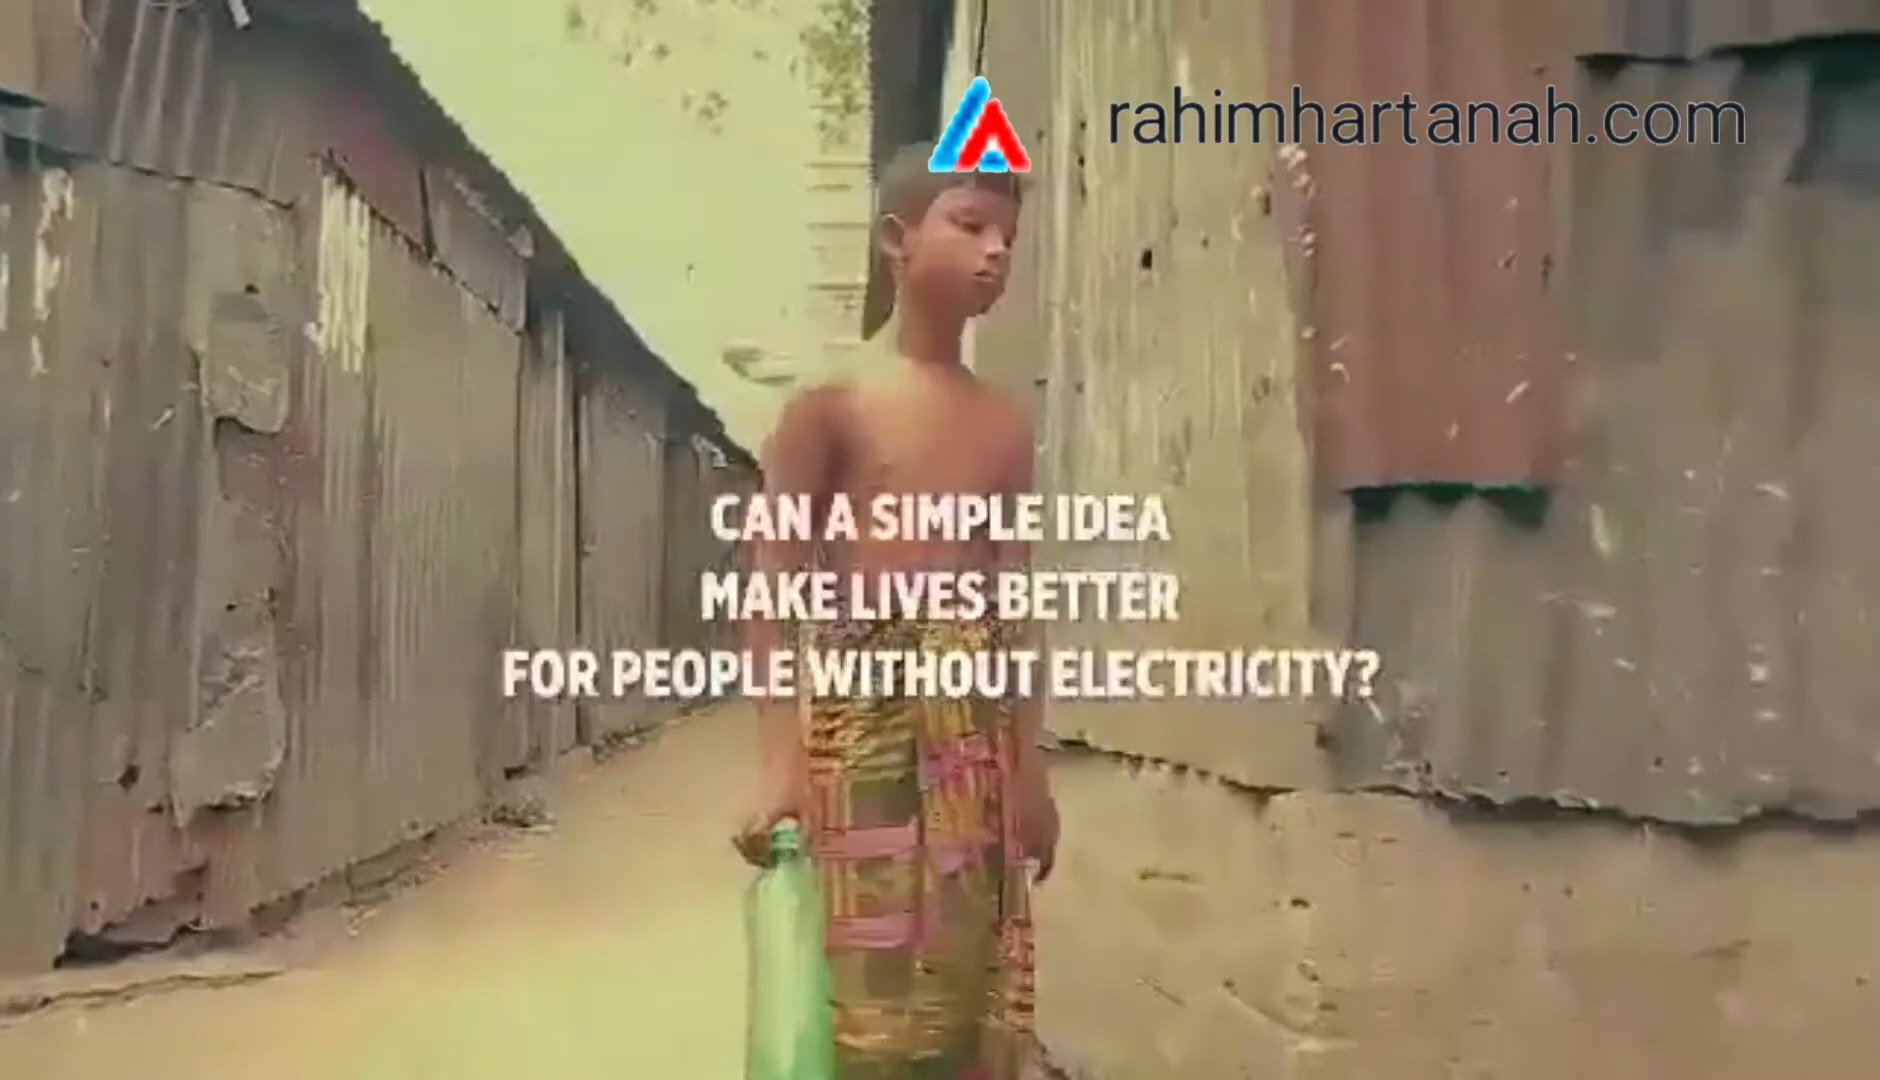 rahimhartanah.com
CAN A SIMPLE IDEA
MAKE LIVES BETTER
FOR PEOPLE WITHOUT ELECTRICITY?